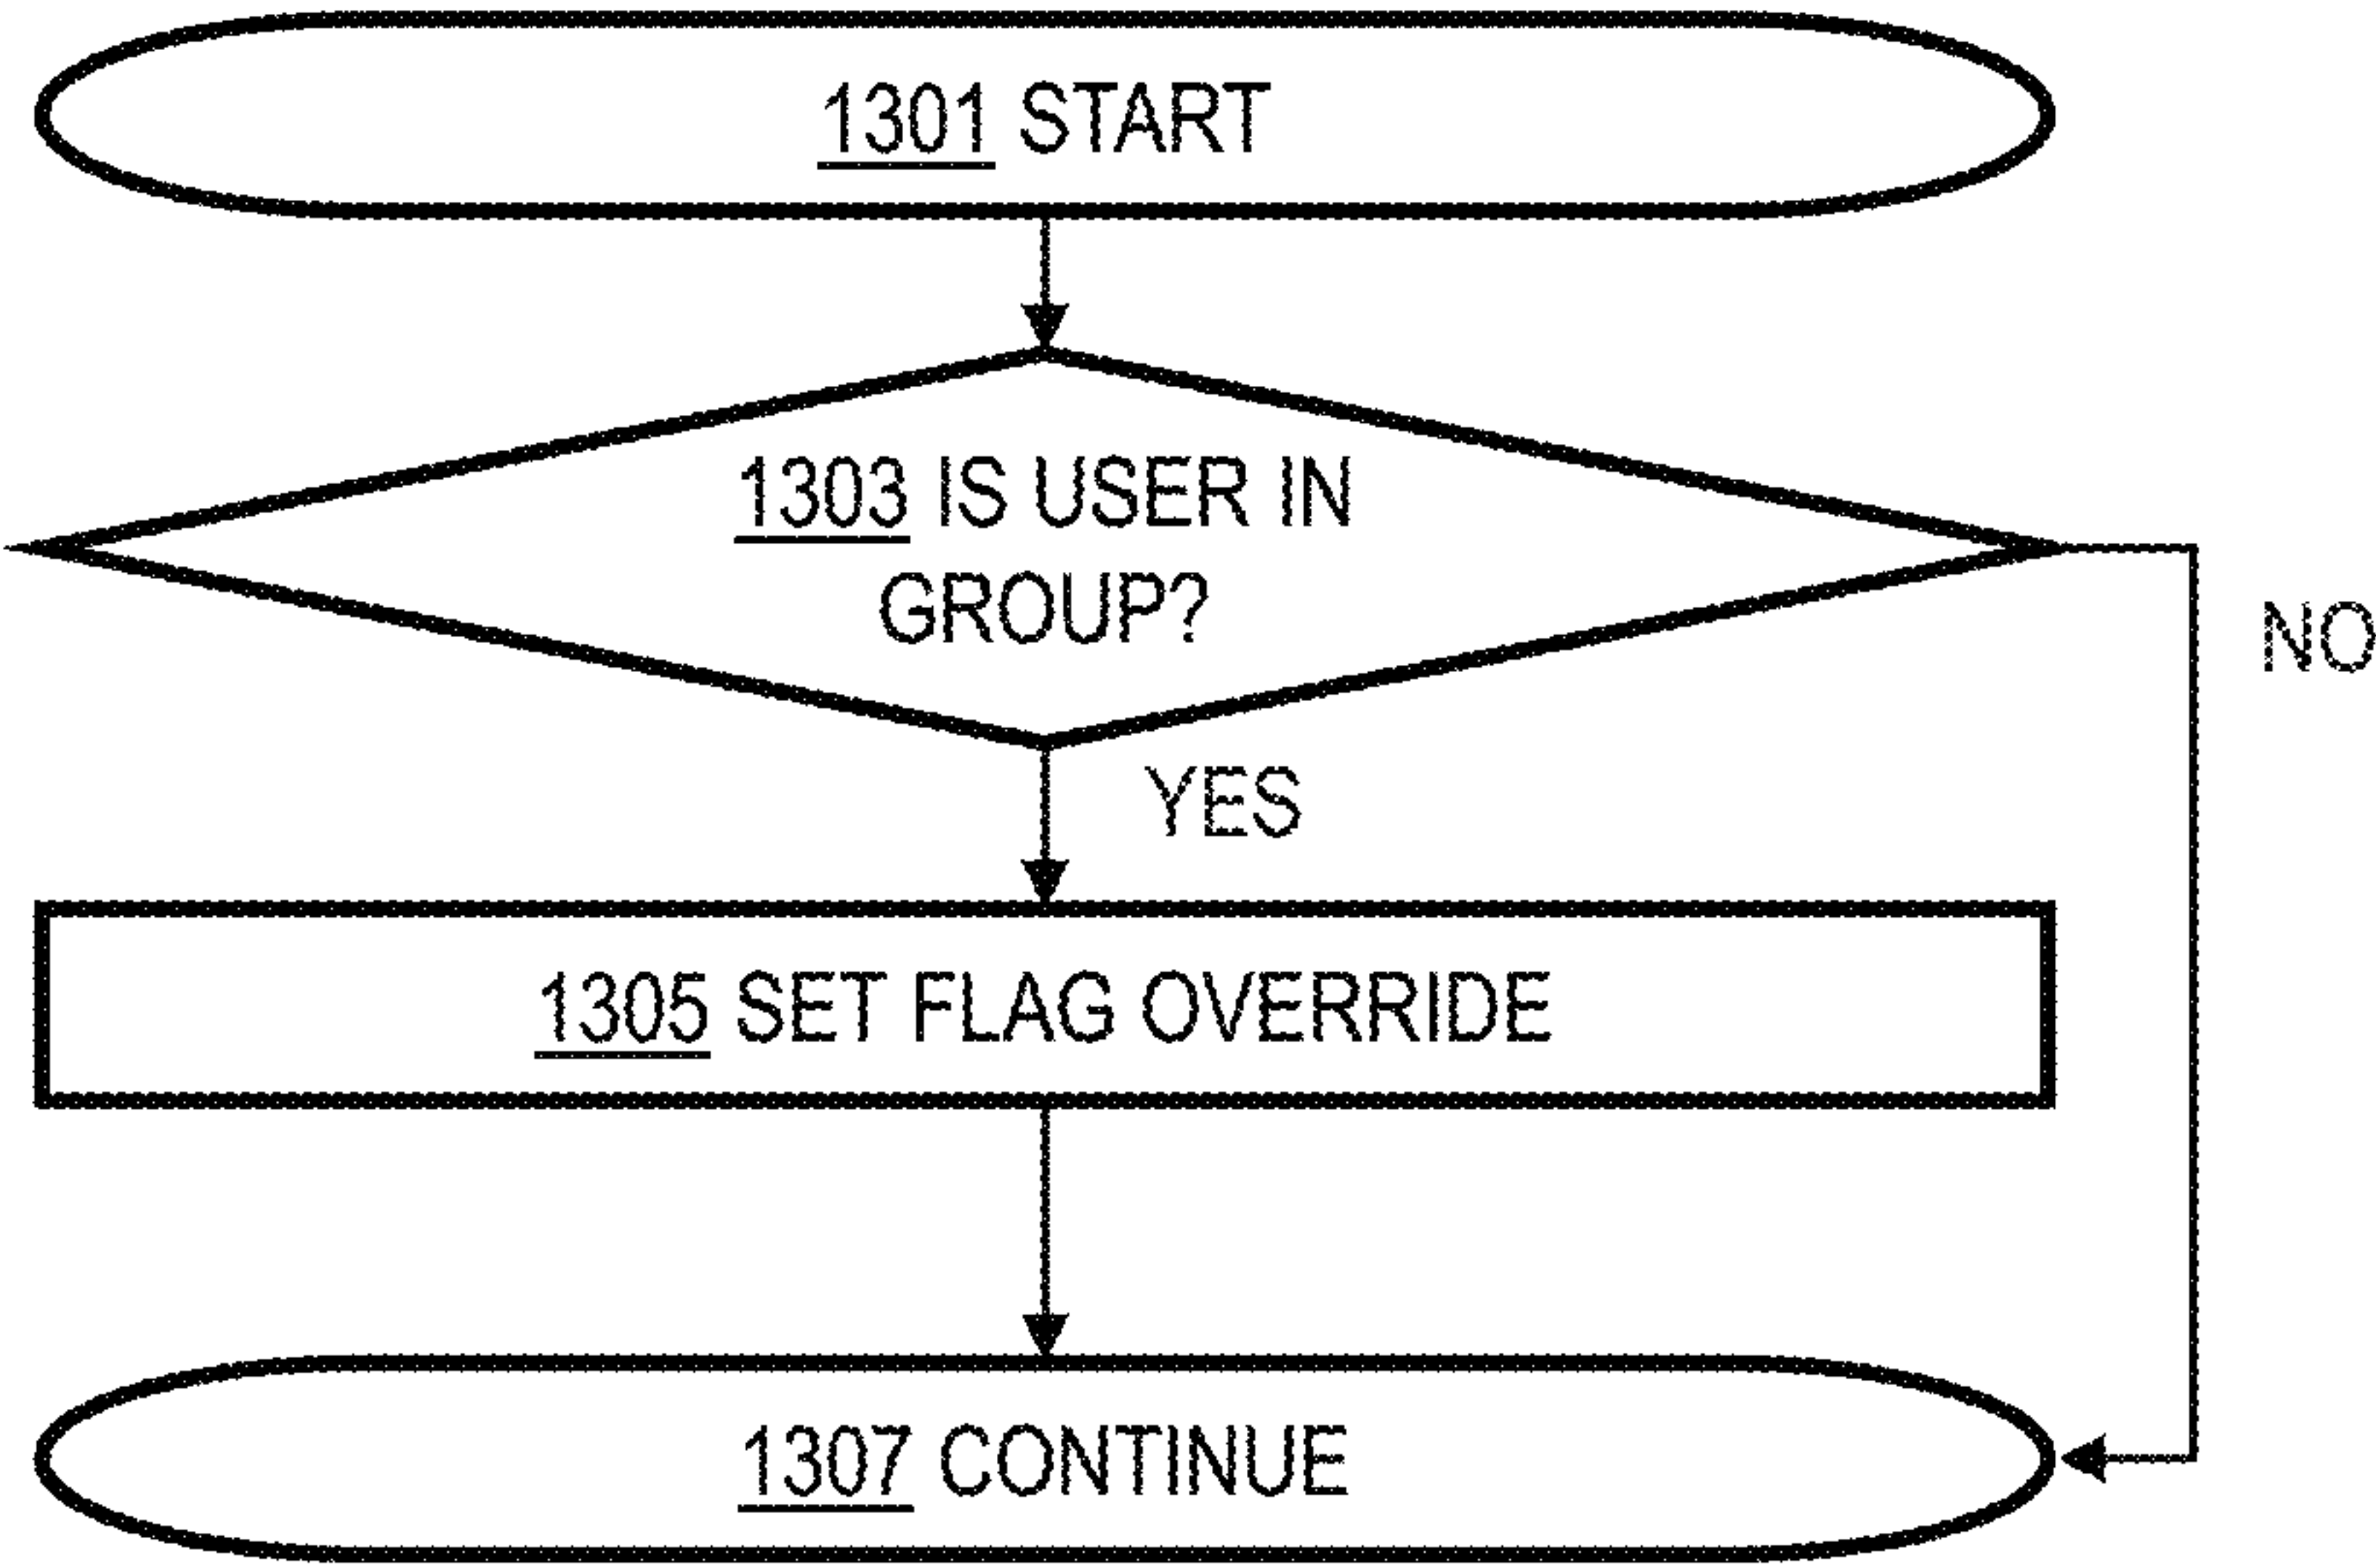 1301 START
1303 IS USER IN
GROUP?
NO
YES
1305 SET FLAG OVERRIDE
1307 CONTINUE